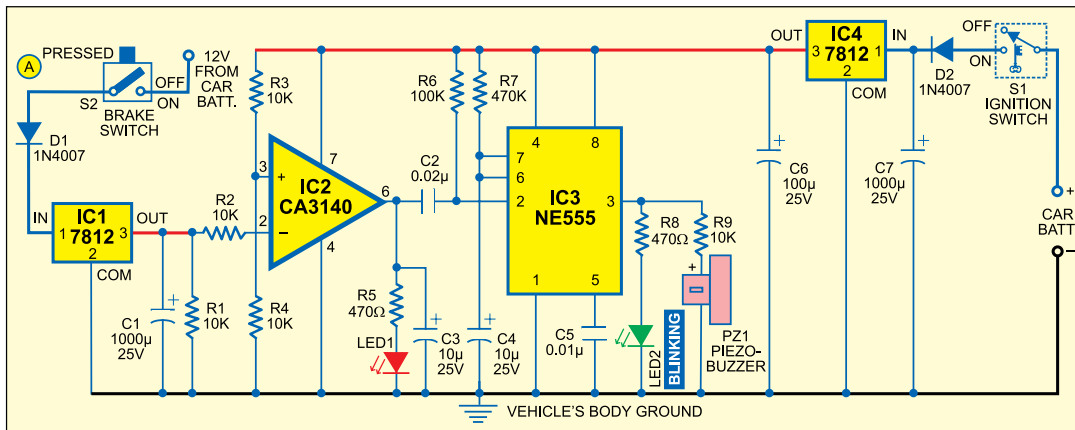 A
PRESSED
12V
FROM
CAR
BATT.
OFF
ON
S2
BRAKE
SWITCH
D1
1N4007
IN
IC1
7812
1
3
2
OUT
COM
C1
1000µ
25V
+
R1
10K
R2
10K
R3
10K
R4
10K
3
+
2
−
7
IC2
CA3140
6
4
R5
470Ω
LED1
C2
0.02µ
C3
10µ
25V
+
R6
100K
R7
470K
C4
10µ
25V
+
4
8
7
6
2
IC3
NE555
3
1
5
C5
0.01µ
R8
470Ω
R9
10K
LED2
BLINKING
+
PZ1
PIEZO-
BUZZER
C6
100µ
25V
+
OUT
IC4
7812
3
1
2
IN
COM
C7
1000µ
25V
+
D2
1N4007
OFF
ON
S1
IGNITION
SWITCH
+
CAR
BATT.
−
VEHICLE'S BODY GROUND